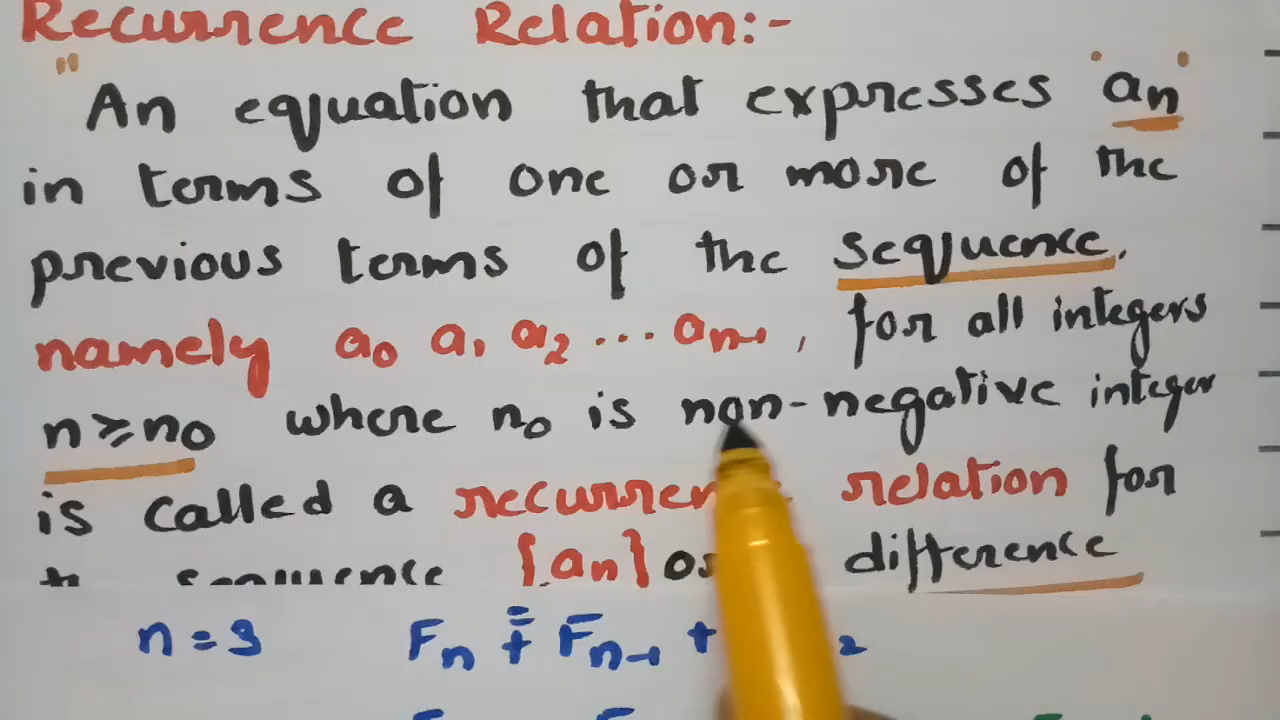 Recurrence Relation:-
"An equation that expresses 'an'
in terms of one or more of the
previous terms of the sequence.
namely a0 a1 a2 ... an-1, for all integers
n ≥ n0 where n0 is non-negative integer
is called a relation for
sequence {an} difference
n = 3 Fn = Fn-1 + 2